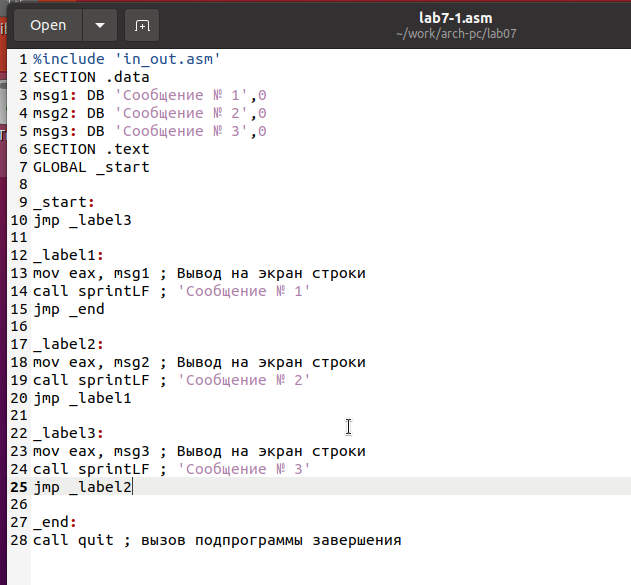 Open
lab7-1.asm
~/work/arch-pc/lab07
1 %include 'in_out.asm'
2 SECTION .data
3 msg1: DB 'Сообщение № 1',0
4 msg2: DB 'Сообщение № 2',0
5 msg3: DB 'Сообщение № 3',0
6 SECTION .text
7 GLOBAL _start
8
9 _start:
10 jmp _label3
11
12 _label1:
13 mov eax, msg1 ; Вывод на экран строки
14 call sprintLF ; 'Сообщение № 1'
15 jmp _end
16
17 _label2:
18 mov eax, msg2 ; Вывод на экран строки
19 call sprintLF ; 'Сообщение № 2'
20 jmp _label1
21
22 _label3:
23 mov eax, msg3 ; Вывод на экран строки
24 call sprintLF ; 'Сообщение № 3'
25 jmp _label2
26
27 _end:
28 call quit ; вызов подпрограммы завершения